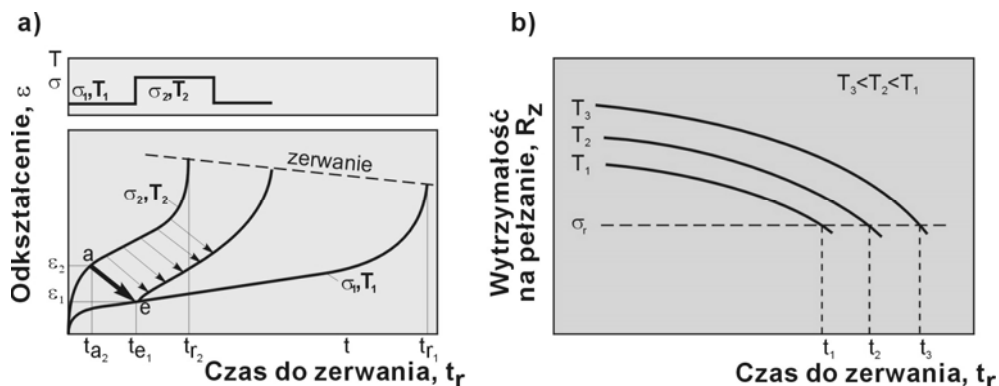 a)
T
σ
σ₁,T₁
σ₂,T₂
Odkształcenie, ε
zerwanie
σ₂,T₂
a
ε₂
ε₁
e
σ₁,T₁
tₐ₂
tₑ₁
tᵣ₂
t
tᵣ₁
Czas do zerwania, tᵣ
b)
T₃<T₂<T₁
Wytrzymałość
na pełzanie, R_z
T₃
T₂
T₁
σᵣ
t₁
t₂
t₃
Czas do zerwania, tᵣ